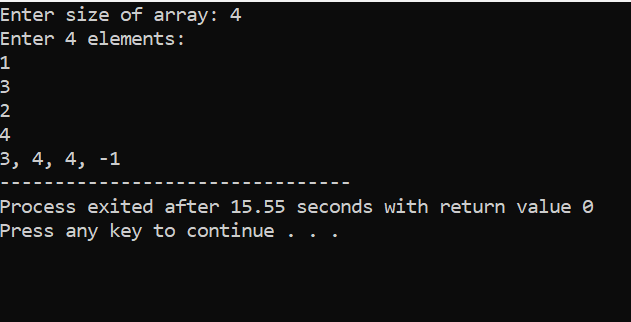 Enter size of array: 4
Enter 4 elements:
1
3
2
4
3, 4, 4, -1
--------------------------------
Process exited after 15.55 seconds with return value 0
Press any key to continue . . .